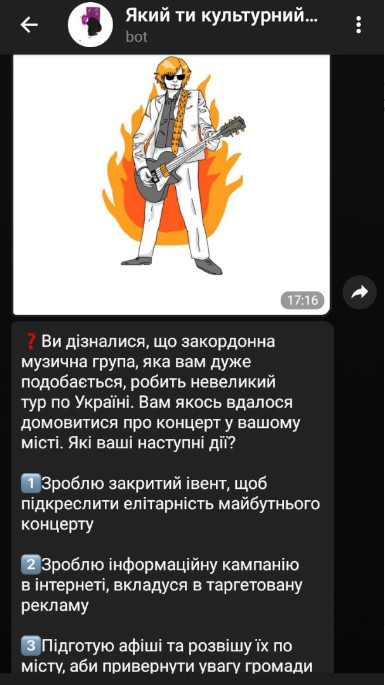 Який ти культурний...
bot
17:16
❓Ви дізналися, що закордонна
музична група, яка вам дуже
подобається, робить невеликий
тур по Україні. Вам якось вдалося
домовитися про концерт у вашому
місті. Які ваші наступні дії?
1️⃣Зроблю закритий івент, щоб
підкреслити елітарність майбутнього
концерту
2️⃣Зроблю інформаційну кампанію
в інтернеті, вкладуся в таргетовану
рекламу
3️⃣Підготую афіші та розвішу їх по
місту, аби привернути увагу громади